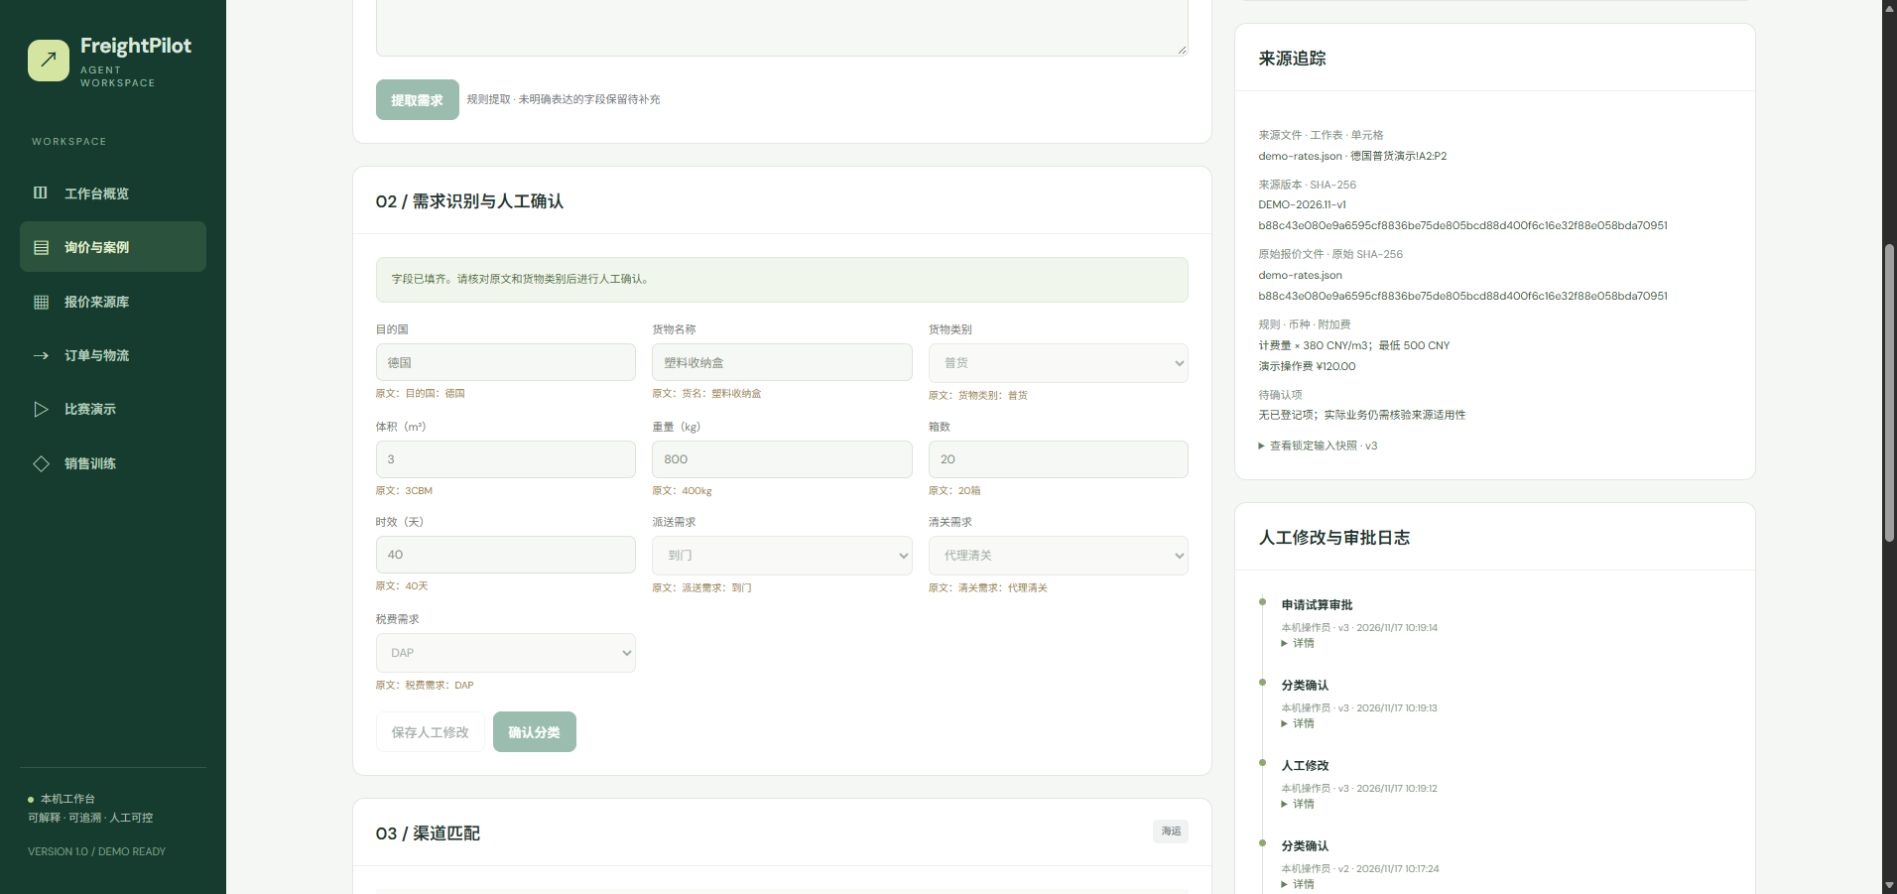 FreightPilot
AGENT
WORKSPACE
WORKSPACE
工作台概览
询价与案例
报价来源库
订单与物流
比赛演示
销售训练
本机工作台
可解释 · 可追溯 · 人工可控
VERSION 1.0 / DEMO READY
提取需求
规则提取 · 未明确表达的字段保留待补充
02 / 需求识别与人工确认
字段已填齐。请核对原文和货物类别后进行人工确认。
目的国
货物名称
货物类别
德国
塑料收纳盒
普货
原文：目的国：德国
原文：货名：塑料收纳盒
原文：货物类别：普货
体积（m³）
重量（kg）
箱数
3
800
20
原文：3CBM
原文：400kg
原文：20箱
时效（天）
派送需求
清关需求
40
到门
代理清关
原文：40天
原文：派送需求：到门
原文：清关需求：代理清关
税费需求
DAP
原文：税费需求：DAP
保存人工修改
确认分类
03 / 渠道匹配
海运
来源追踪
来源文件 · 工作表 · 单元格
demo-rates.json · 德国普货演示!A2:P2
来源版本 · SHA-256
DEMO-2026.11-v1
b88c43e080e9a6595cf8836be75de805bcd88d400f6c16e32f88e058bda70951
原始报价文件 · 原始 SHA-256
demo-rates.json
b88c43e080e9a6595cf8836be75de805bcd88d400f6c16e32f88e058bda70951
规则 · 币种 · 附加费
计费量 × 380 CNY/m3；最低 500 CNY
演示操作费 ¥120.00
待确认项
无已登记项；实际业务仍需核验来源适用性
查看锁定输入快照 · v3
人工修改与审批日志
申请试算审批
本机操作员 · v3 · 2026/11/17 10:19:14
详情
分类确认
本机操作员 · v3 · 2026/11/17 10:19:13
详情
人工修改
本机操作员 · v3 · 2026/11/17 10:19:12
详情
分类确认
本机操作员 · v2 · 2026/11/17 10:17:24
详情